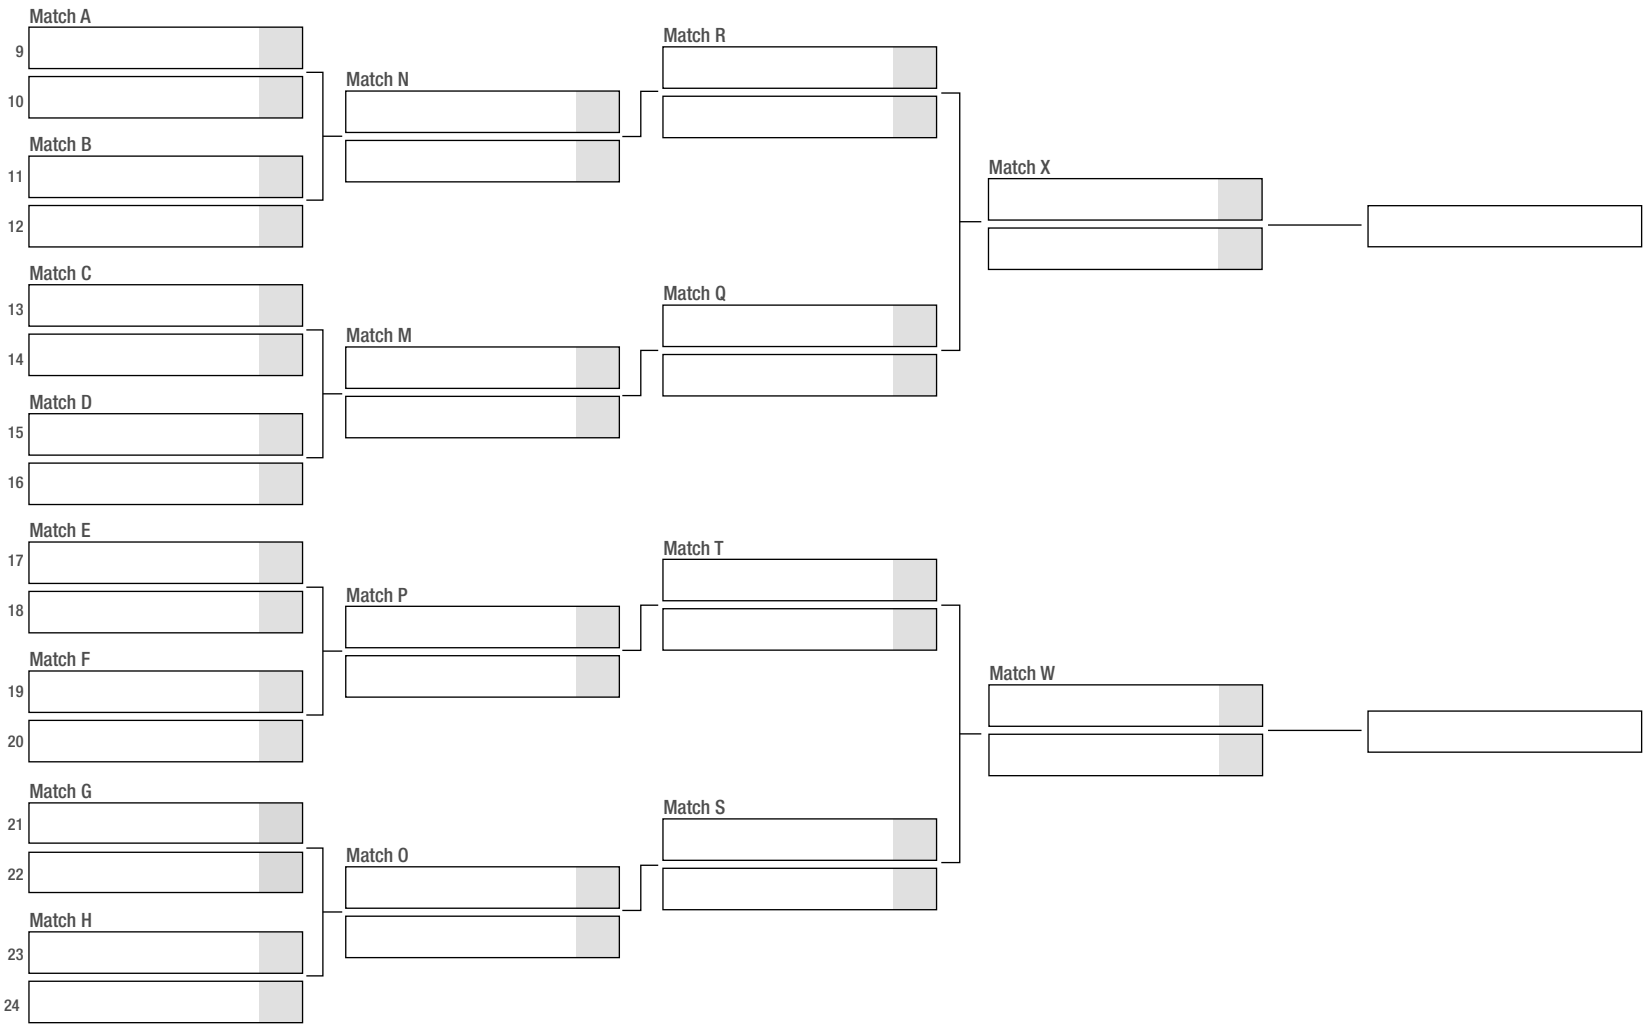 Match A
9
10
Match B
11
12
Match C
13
14
Match D
15
16
Match E
17
18
Match F
19
20
Match G
21
22
Match H
23
24
Match N
Match M
Match P
Match O
Match R
Match Q
Match T
Match S
Match X
Match W